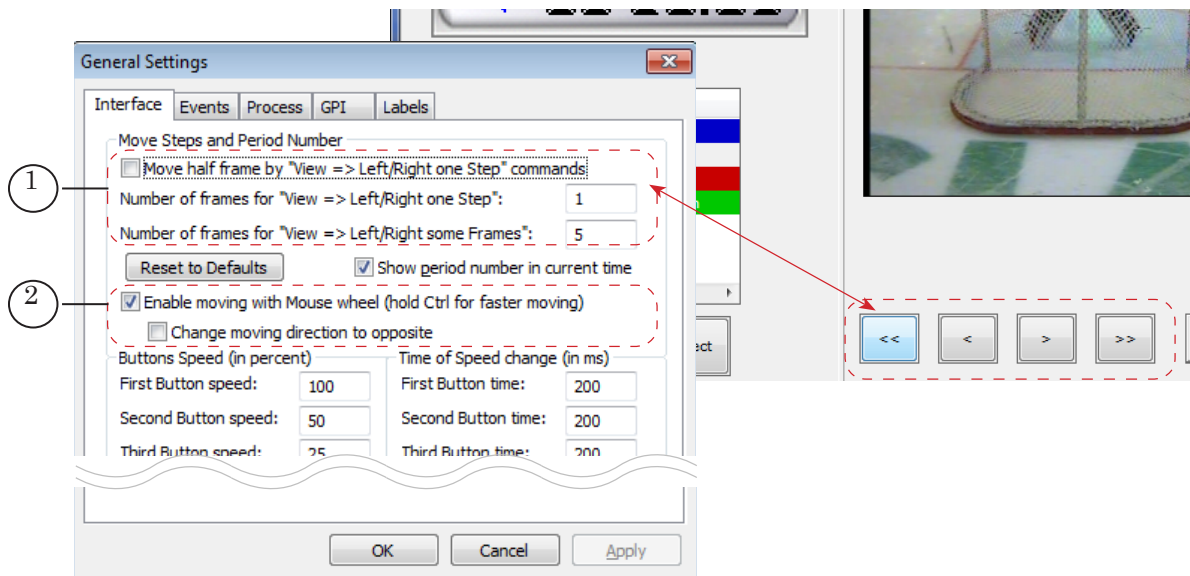 General Settings
Interface Events Process GPI Labels
Move Steps and Period Number
1
Move half frame by "View => Left/Right one Step" commands
Number of frames for "View => Left/Right one Step": 1
Number of frames for "View => Left/Right some Frames": 5
Reset to Defaults Show period number in current time
2
Enable moving with Mouse wheel (hold Ctrl for faster moving)
Change moving direction to opposite
<< < > >>
Buttons Speed (in percent) Time of Speed change (in ms)
First Button speed: 100 First Button time: 200
Second Button speed: 50 Second Button time: 200
Third Button speed: 25 Third Button time: 200
OK Cancel Apply